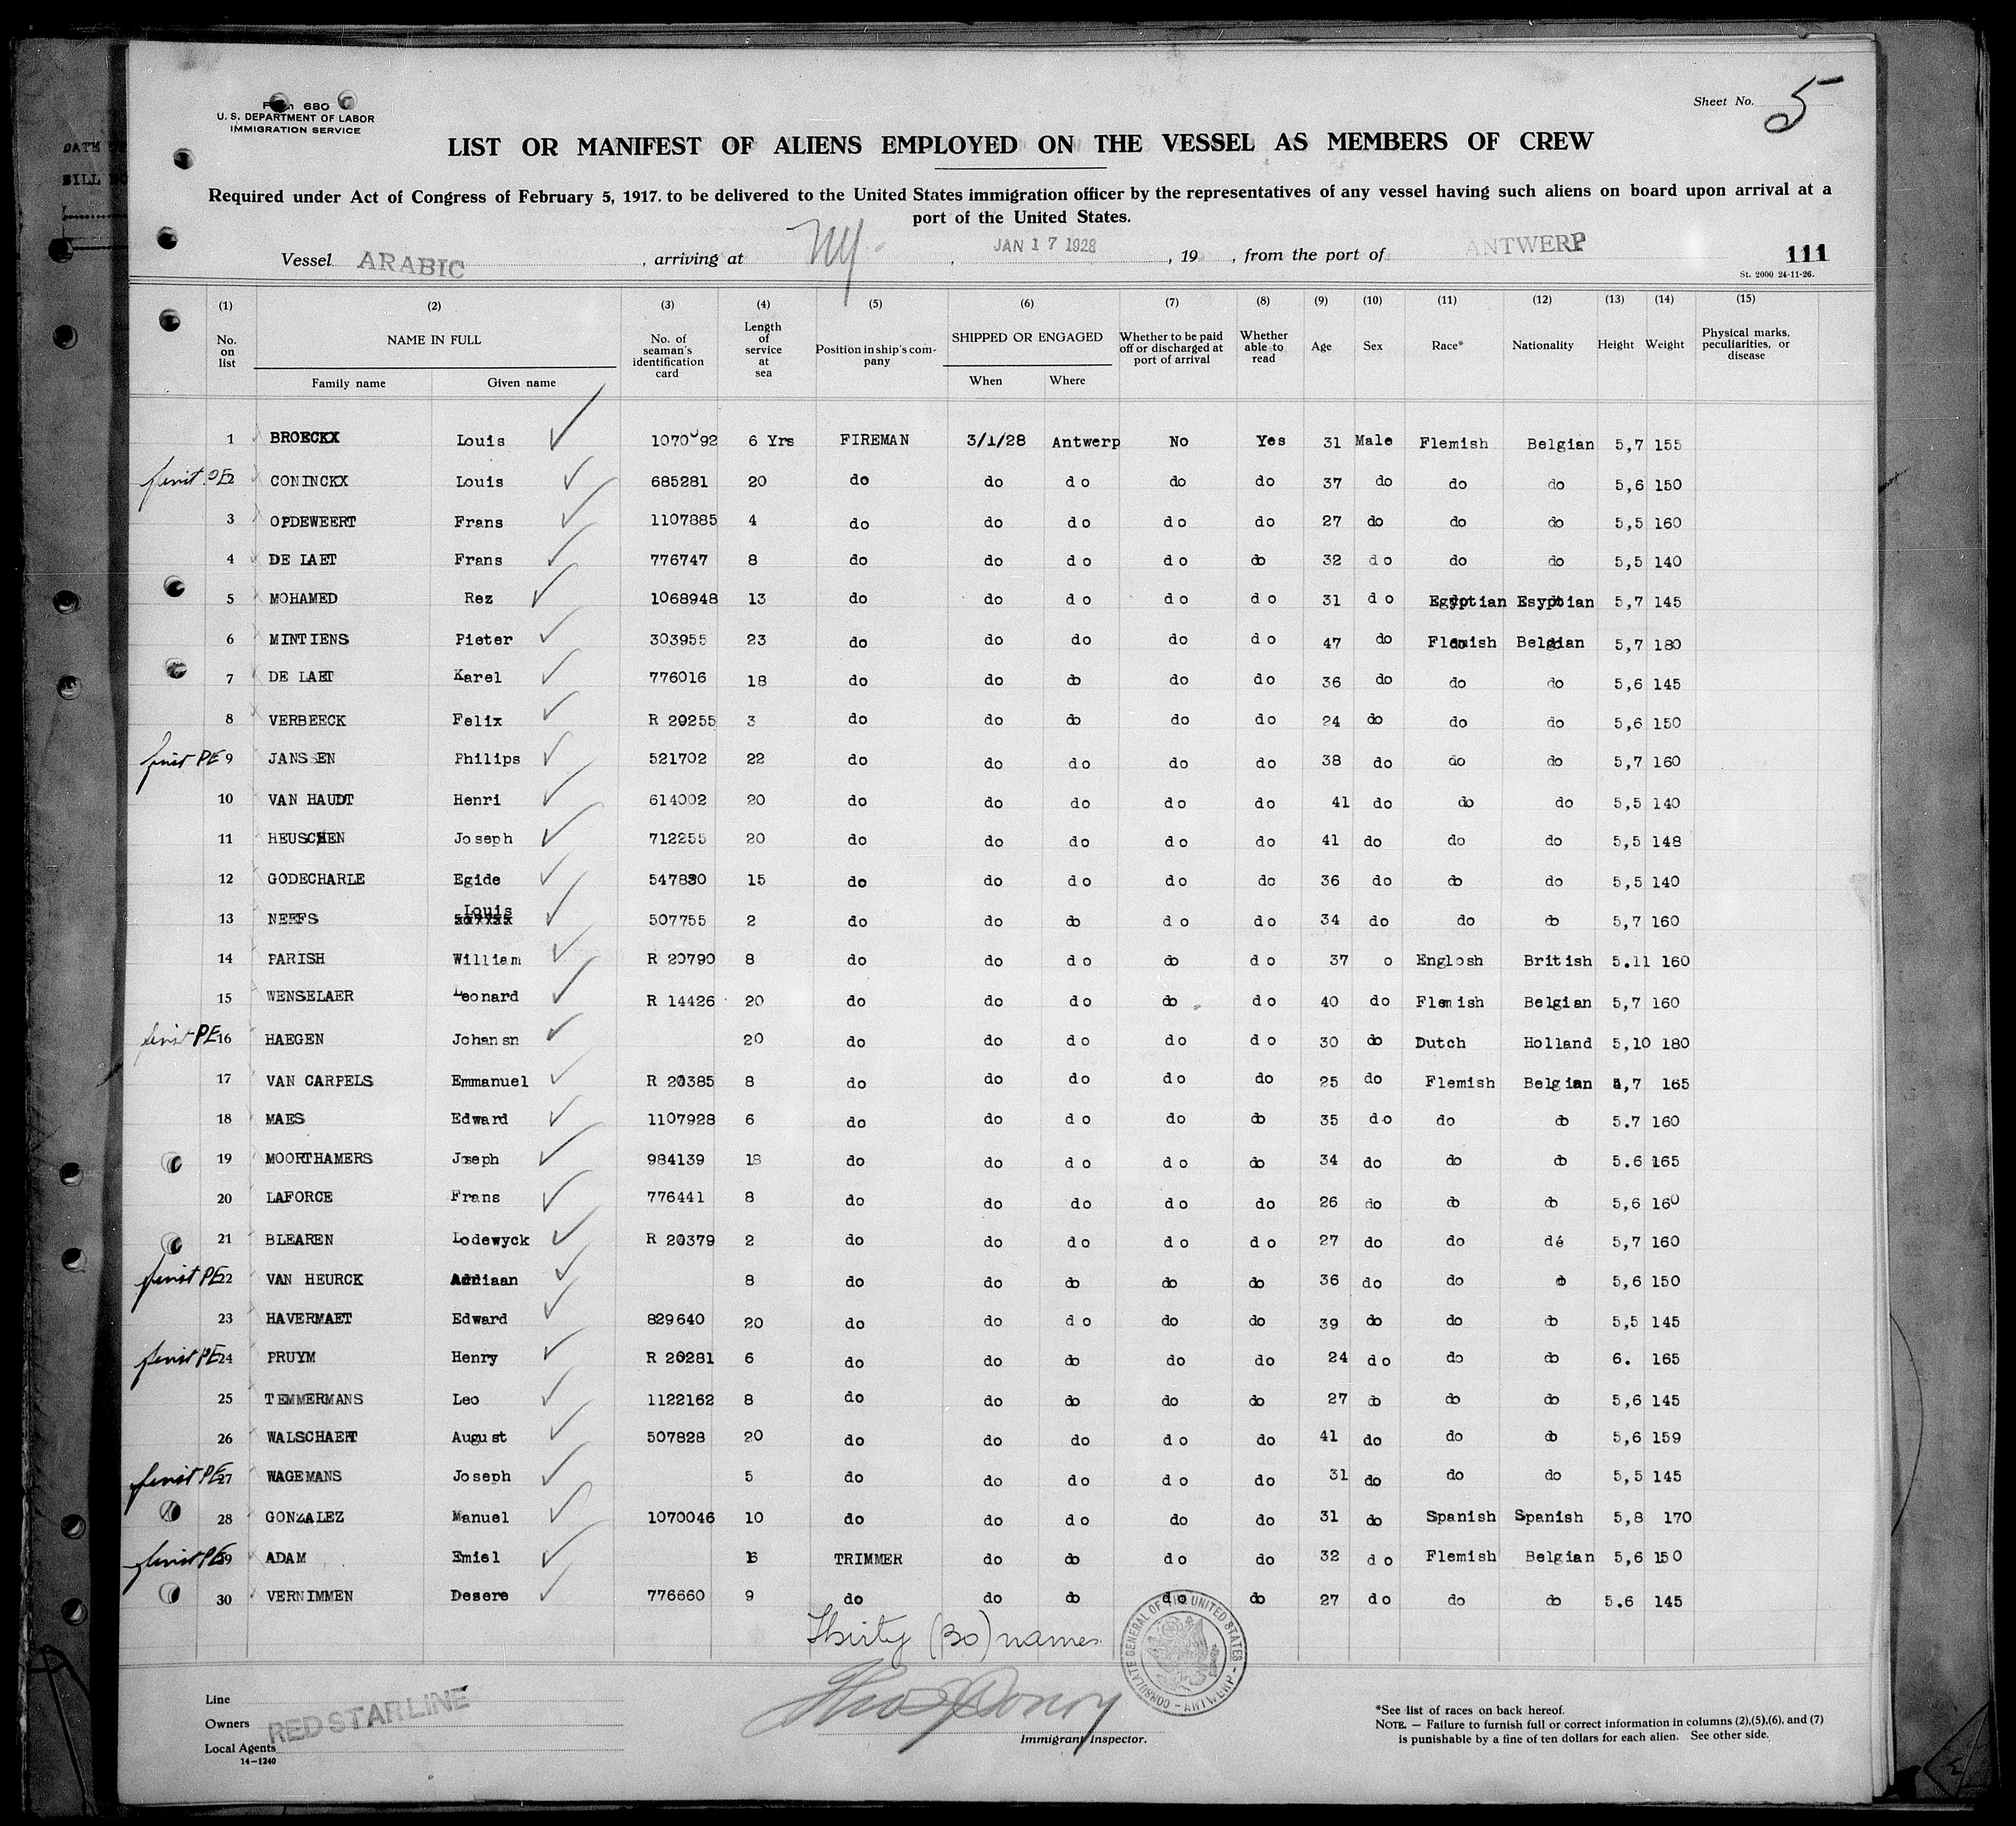 Form 680
U. S. DEPARTMENT OF LABOR
IMMIGRATION SERVICE
Sheet No. 5
LIST OR MANIFEST OF ALIENS EMPLOYED ON THE VESSEL AS MEMBERS OF CREW
Required under Act of Congress of February 5, 1917. to be delivered to the United States immigration officer by the representatives of any vessel having such aliens on board upon arrival at a
port of the United States.
Vessel ARABIC , arriving at NY. , JAN 17 1928 , 19 , from the port of ANTWERP 111
St. 2000 24-11-26.
(1) (2) (3) (4) (5) (6) (7) (8) (9) (10) (11) (12) (13) (14) (15)
No. on list NAME IN FULL Family name Given name No. of seaman's identification card Length of service at sea Position in ship's company SHIPPED OR ENGAGED When Where Whether to be paid off or discharged at port of arrival Whether able to read Age Sex Race* Nationality Height Weight Physical marks, peculiarities, or disease
1 BROECKX Louis 1070 92 6 Yrs FIREMAN 3/1/28 Antwerp No Yes 31 Male Flemish Belgian 5,7 155
2 CONINCKX Louis 685281 20 do do do do do 37 do do do 5,6 150
3 OPDEWEERT Frans 1107885 4 do do do do do 27 do do do 5,5 160
4 DE LAET Frans 776747 8 do do do do do 32 do do do 5,5 140
5 MOHAMED Rez 1068948 13 do do do do do 31 do Egyptian Esyptian 5,7 145
6 MINTIENS Pieter 303955 23 do do do do do 47 do Flemish Belgian 5,7 180
7 DE LAET Karel 776016 18 do do do do do 36 do do do 5,6 145
8 VERBEECK Felix R 20255 3 do do do do do 24 do do do 5,6 150
PE 9 JANSSEN Philips 521702 22 do do do do do 38 do do do 5,7 160
10 VAN HAUDT Henri 614002 20 do do do do do 41 do do do 5,5 140
11 HEUSCHEN Joseph 712255 20 do do do do do 41 do do do 5,5 148
12 GODECHARLE Egide 547830 15 do do do do do 36 do do do 5,5 140
13 NEEFS Louis 507755 2 do do do do do 34 do do do 5,7 160
14 PARISH William R 20790 8 do do do do do 37 o Englosh British 5.11 160
15 WENSELAER Leonard R 14426 20 do do do do do 40 do Flemish Belgian 5,7 160
PE 16 HAEGEN Johansn 20 do do do do do 30 do Dutch Holland 5,10 180
17 VAN CARPELS Emmanuel R 20385 8 do do do do do 25 do Flemish Belgian 5,7 165
18 MAES Edward 1107928 6 do do do do do 35 do do do 5.7 160
19 MOORTHAMERS Joseph 984139 18 do do do do do 34 do do do 5.6 165
20 LAFORCE Frans 776441 8 do do do do do 26 do do do 5,6 160
21 BLEAREN Lodewyck R 20379 2 do do do do do 27 do do dé 5,7 160
PE 22 VAN HEURCK Adriaan 8 do do do do do 36 do do do 5,6 150
23 HAVERMAET Edward 829640 20 do do do do do 39 do do do 5,5 145
PE 24 PRUYM Henry R 20281 6 do do do do do 24 do do do 6. 165
25 TEMMERMANS Leo 1122162 8 do do do do do 27 do do do 5,6 145
26 WALSCHAERT August 507828 20 do do do do do 41 do do do 5,6 159
PE 27 WAGEMANS Joseph 5 do do do do do 31 do do do 5,5 145
28 GONZALEZ Manuel 1070046 10 do do do do do 31 do Spanish Spanish 5,8 170
PE 29 ADAM Emiel 16 TRIMMER do do do do 32 do Flemish Belgian 5,6 150
30 VERNIMMEN Desere 776660 9 do do do do do 27 do do do 5.6 145
Thirty (30) names
CONSULATE GENERAL OF THE UNITED STATES - ANTWERP -
Line
Owners RED STAR LINE
Local Agents
14-1240
Immigrant Inspector.
*See list of races on back hereof.
NOTE. — Failure to furnish full or correct information in columns (2),(5),(6), and (7)
is punishable by a fine of ten dollars for each alien. See other side.